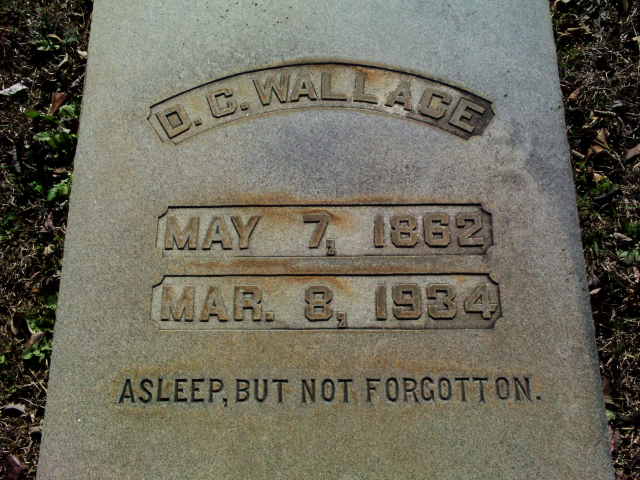 D. C. WALLACE
MAY 7, 1862
MAR. 8, 1934
ASLEEP, BUT NOT FORGOTTON.